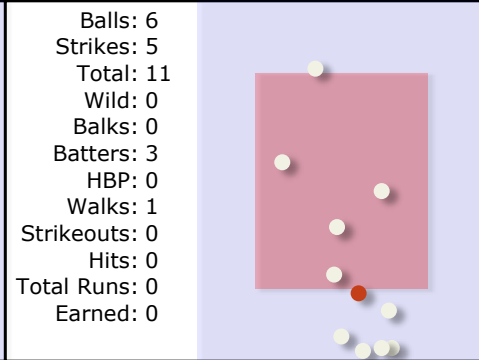 Balls: 6
Strikes: 5
Total: 11
Wild: 0
Balks: 0
Batters: 3
HBP: 0
Walks: 1
Strikeouts: 0
Hits: 0
Total Runs: 0
Earned: 0